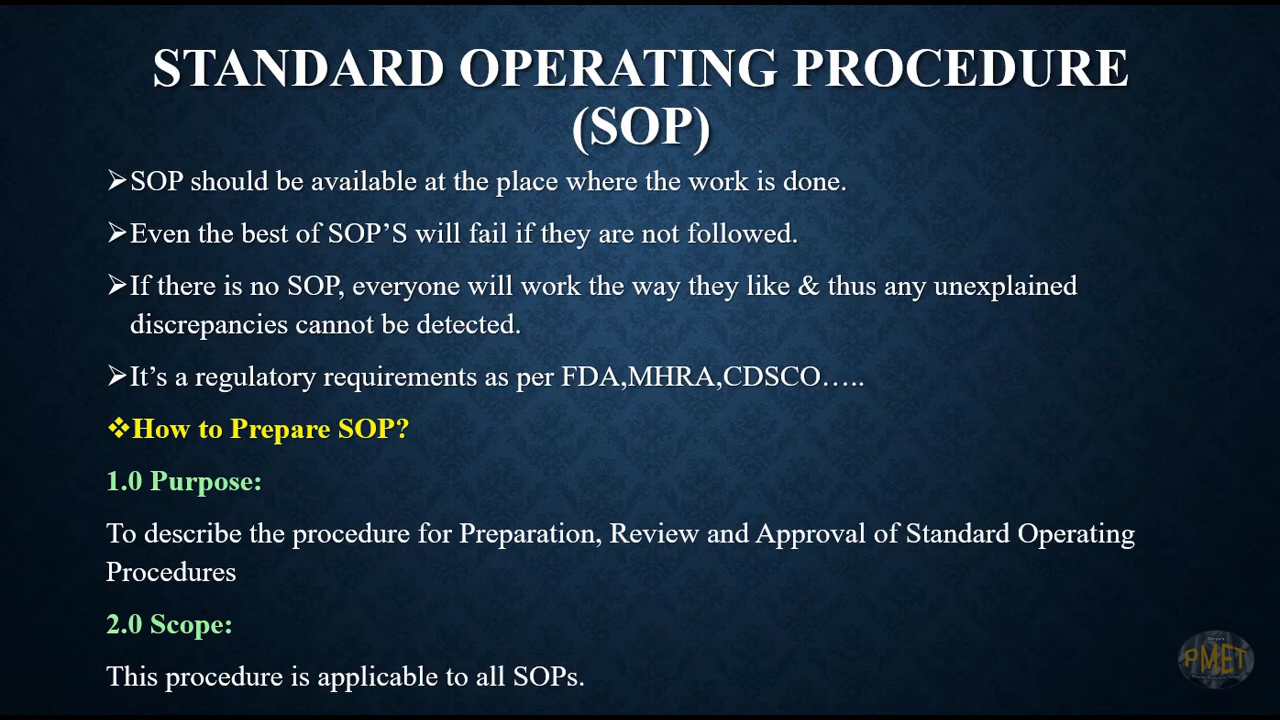 STANDARD OPERATING PROCEDURE
(SOP)
➢SOP should be available at the place where the work is done.
➢Even the best of SOP’S will fail if they are not followed.
➢If there is no SOP, everyone will work the way they like & thus any unexplained
discrepancies cannot be detected.
➢It’s a regulatory requirements as per FDA,MHRA,CDSCO…..
❖How to Prepare SOP?
1.0 Purpose:
To describe the procedure for Preparation, Review and Approval of Standard Operating
Procedures
2.0 Scope:
This procedure is applicable to all SOPs.
PMET